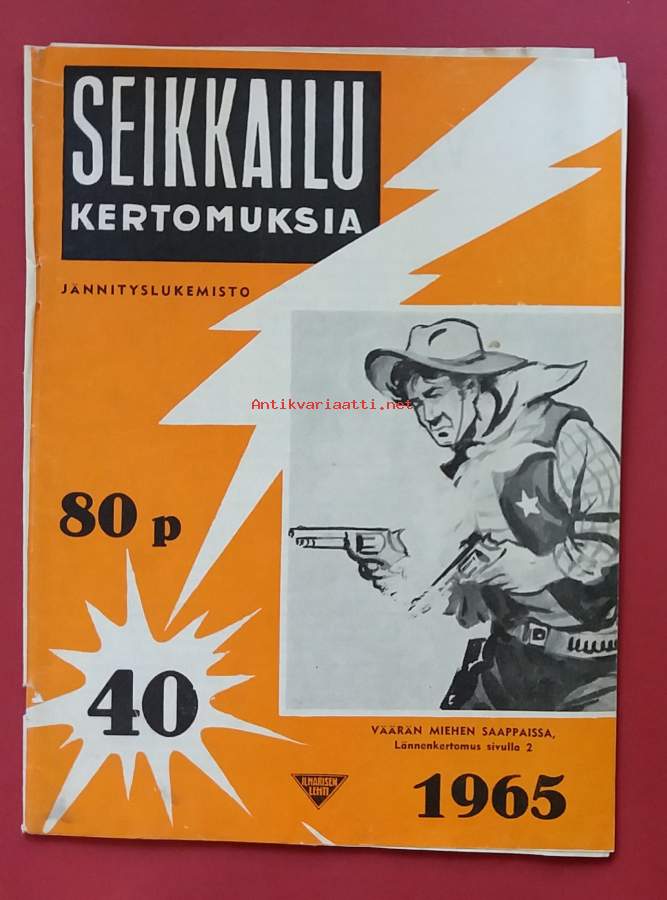 SEIKKAILU
KERTOMUKSIA
JÄNNITYSLUKEMISTO
Antikvariaatti.net
80 p
40
VÄÄRÄN MIEHEN SAAPPAISSA,
Lännenkertomus sivulla 2
ILMARISEN
LEHTI
1965